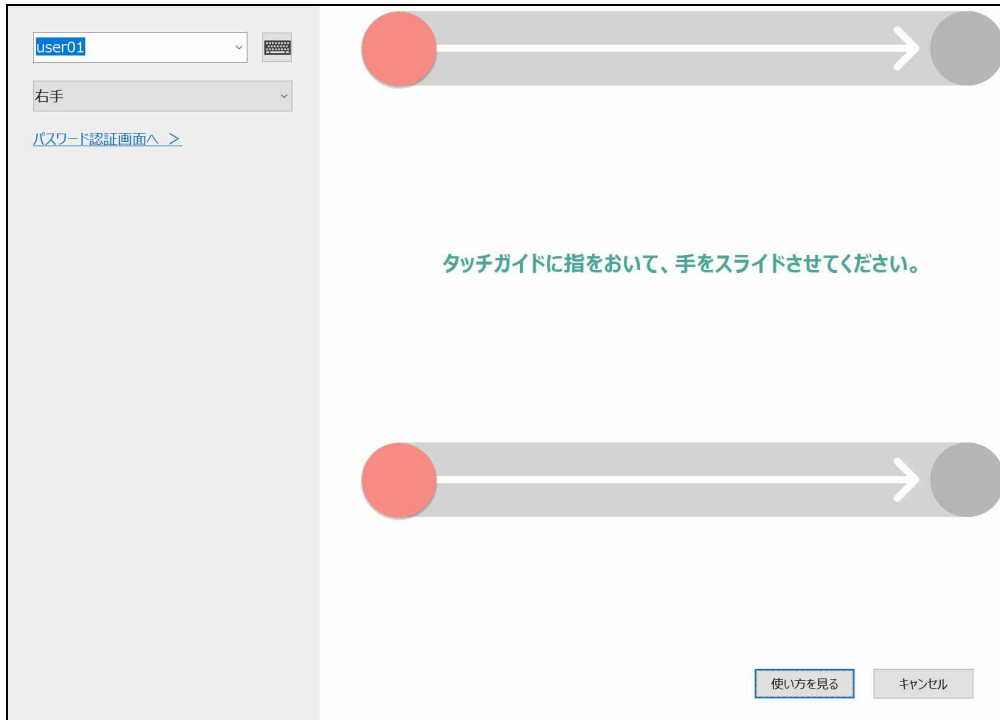 user01
右手
パスワード認証画面へ ＞
タッチガイドに指をおいて、手をスライドさせてください。
使い方を見る
キャンセル